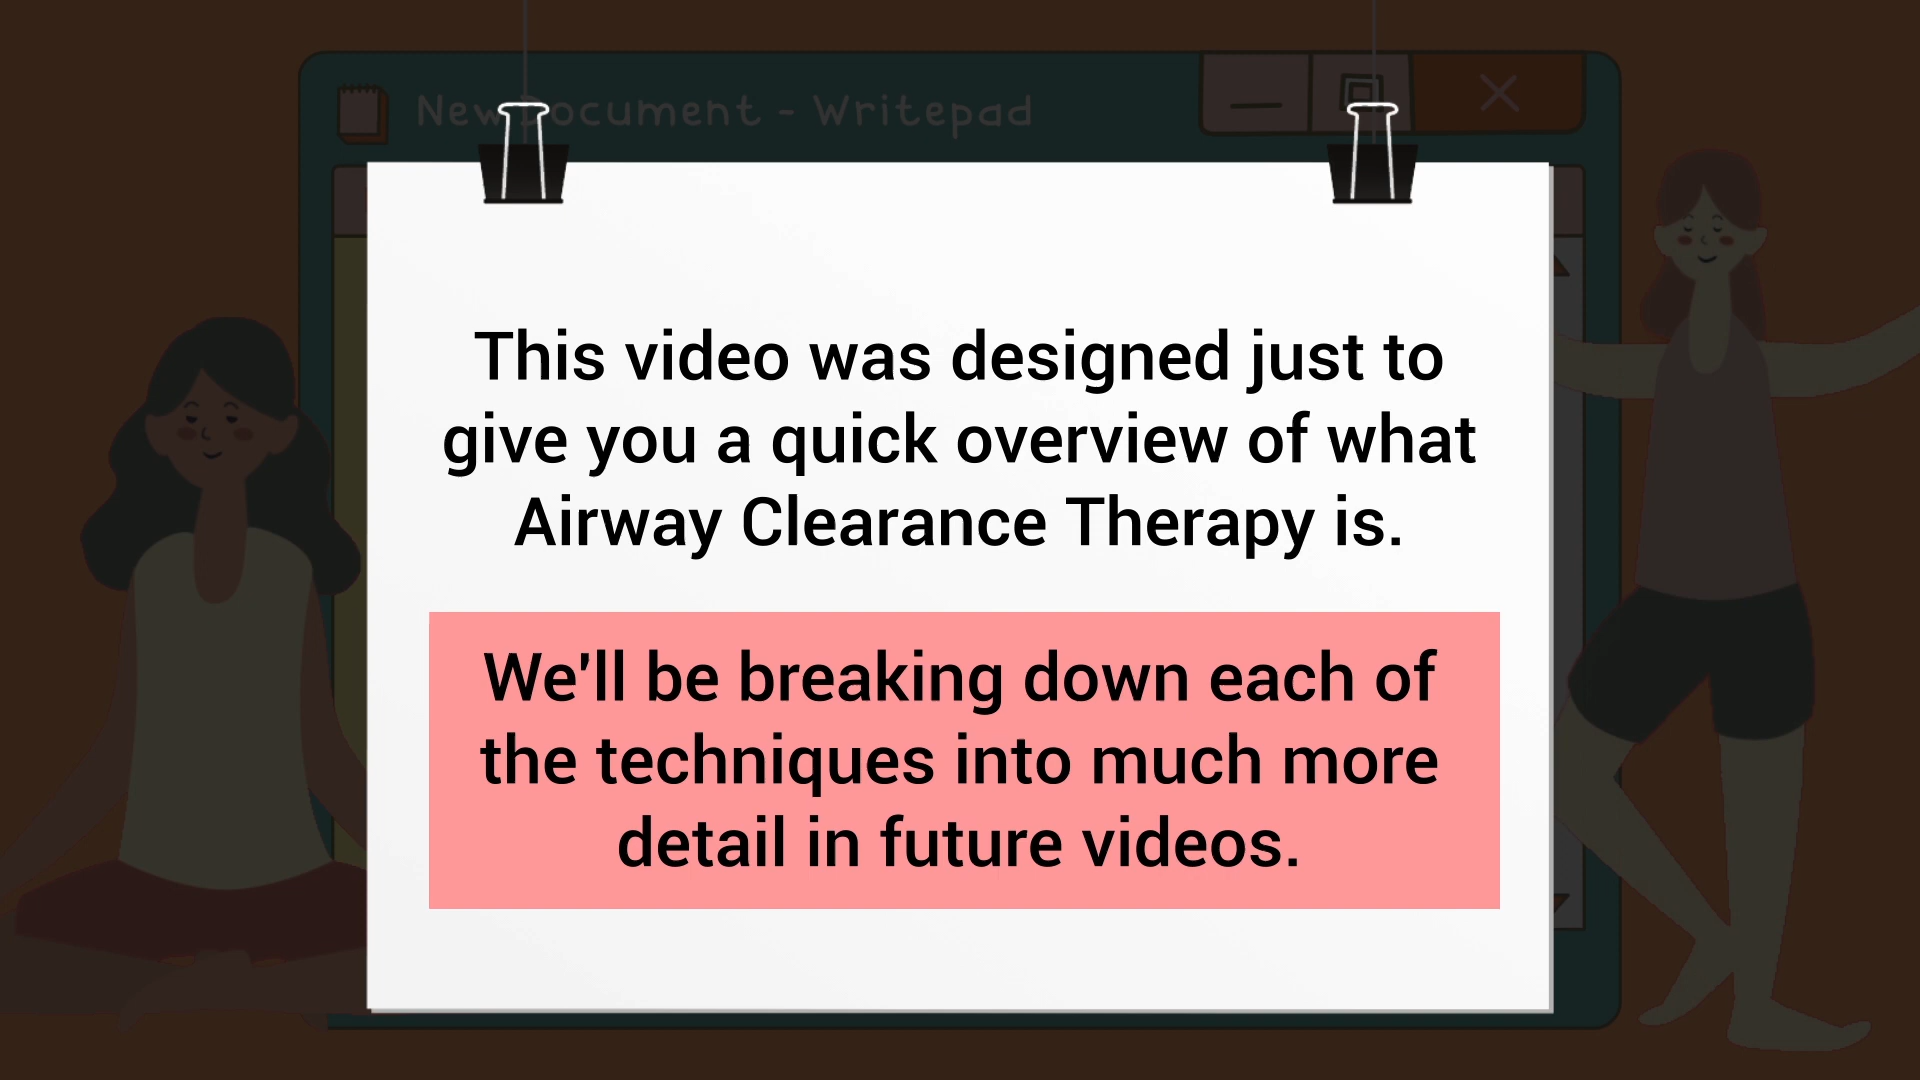 New Document - Writepad
This video was designed just to
give you a quick overview of what
Airway Clearance Therapy is.
We'll be breaking down each of
the techniques into much more
detail in future videos.